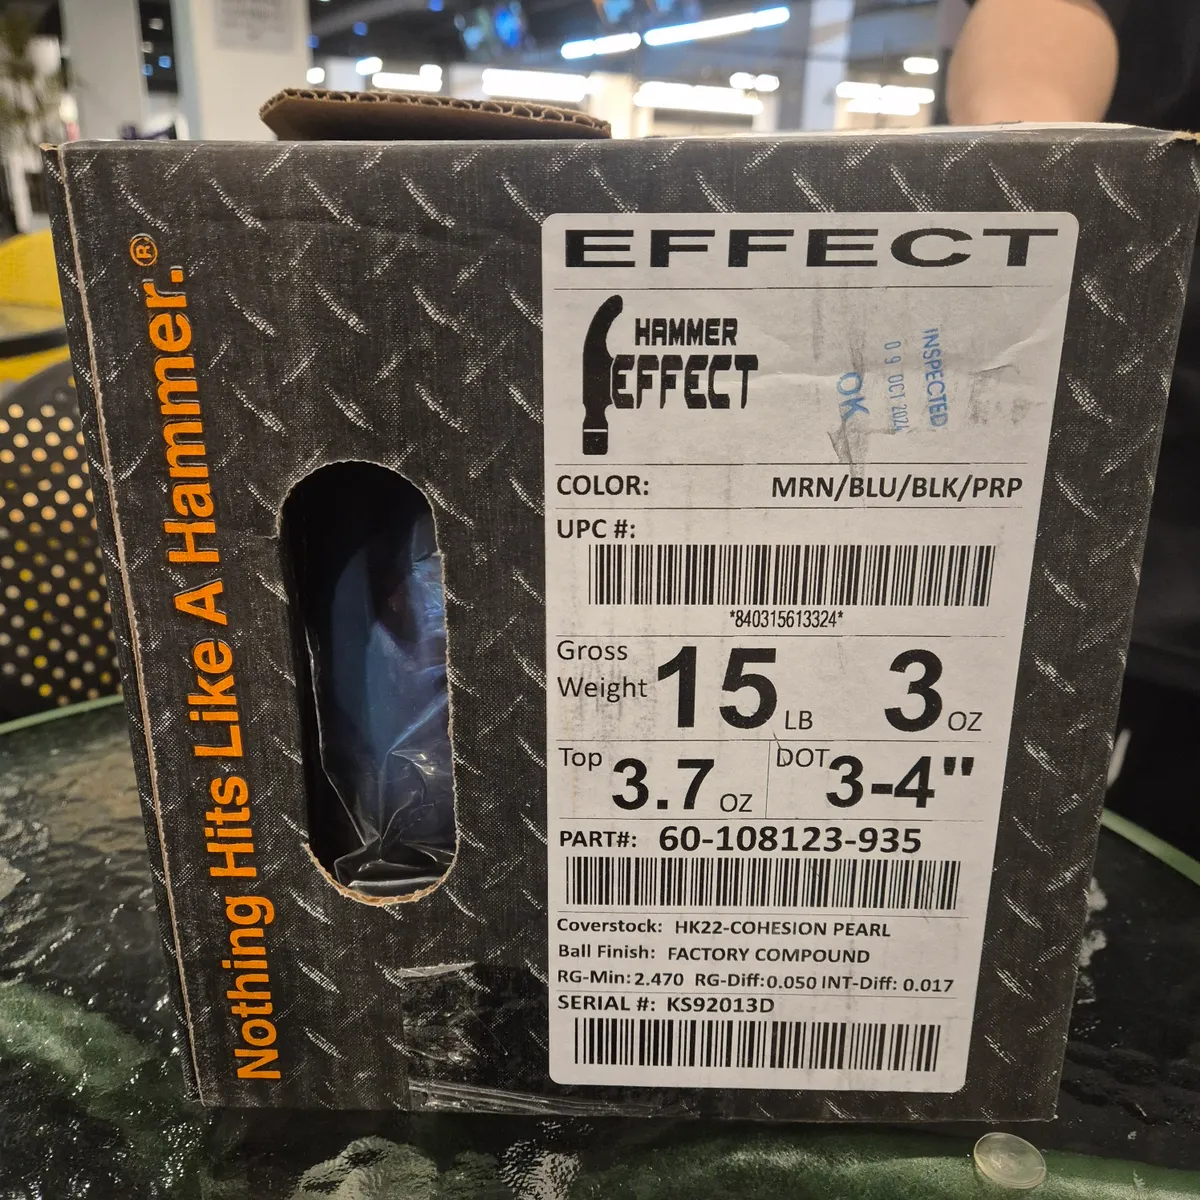 Nothing Hits Like A Hammer.®
EFFECT
HAMMER
EFFECT
OK
09 OCT 2024
INSPECTED
COLOR: MRN/BLU/BLK/PRP
UPC #:
*840315613324*
Gross
Weight 15 LB 3 OZ
Top 3.7 OZ DOT 3-4"
PART#: 60-108123-935
Coverstock: HK22-COHESION PEARL
Ball Finish: FACTORY COMPOUND
RG-Min: 2.470 RG-Diff: 0.050 INT-Diff: 0.017
SERIAL #: KS92013D